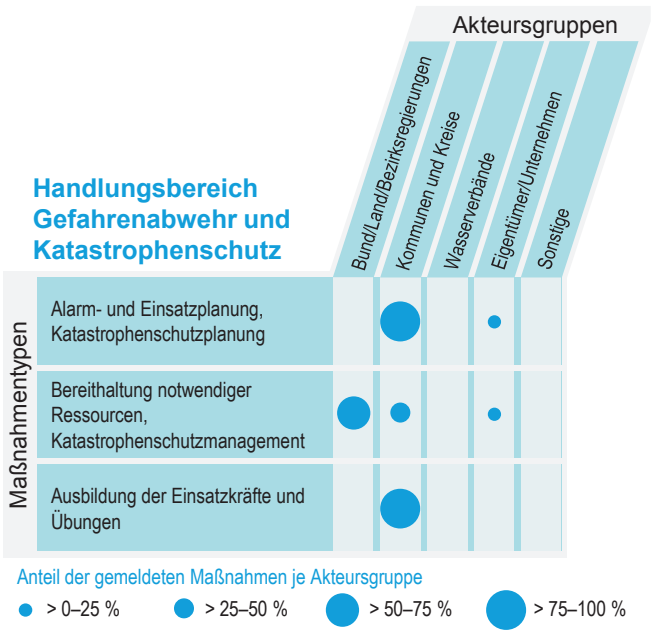 Akteursgruppen
Bund/Land/Bezirksregierungen
Kommunen und Kreise
Wasserverbände
Eigentümer/Unternehmen
Sonstige
Handlungsbereich
Gefahrenabwehr und
Katastrophenschutz
Maßnahmentypen
Alarm- und Einsatzplanung,
Katastrophenschutzplanung
Bereithaltung notwendiger
Ressourcen,
Katastrophenschutzmanagement
Ausbildung der Einsatzkräfte und
Übungen
Anteil der gemeldeten Maßnahmen je Akteursgruppe
> 0–25 % > 25–50 % > 50–75 % > 75–100 %